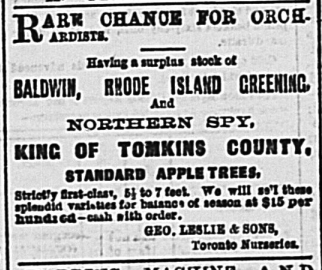 RARE CHANCE FOR ORCH-
ARDISTS.
Having a surplus stock of
BALDWIN, RHODE ISLAND GREENING,
And
NORTHERN SPY,
KING OF TOMKINS COUNTY,
STANDARD APPLE TREES,
Strictly first-class, 5½ to 7 feet. We will sell these
splendid varieties for balance of season at $15 per
hundred—cash with order.
GEO. LESLIE & SONS,
Toronto Nurseries.